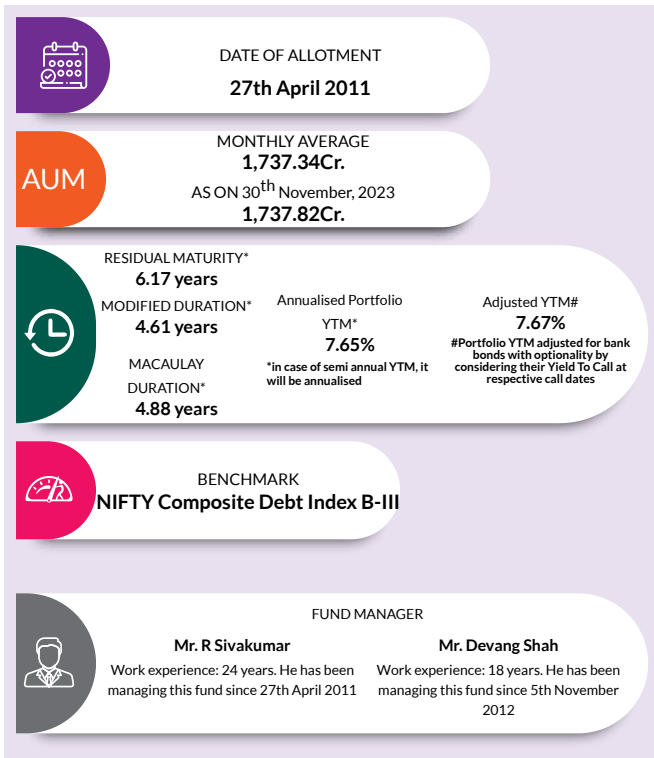 DATE OF ALLOTMENT
27th April 2011
AUM
MONTHLY AVERAGE
1,737.34Cr.
AS ON 30th November, 2023
1,737.82Cr.
RESIDUAL MATURITY*
6.17 years
MODIFIED DURATION*
4.61 years
MACAULAY
DURATION*
4.88 years
Annualised Portfolio
YTM*
7.65%
*in case of semi annual YTM, it
will be annualised
Adjusted YTM#
7.67%
#Portfolio YTM adjusted for bank
bonds with optionality by
considering their Yield To Call at
respective call dates
BENCHMARK
NIFTY Composite Debt Index B-III
FUND MANAGER
Mr. R Sivakumar
Work experience: 24 years. He has been
managing this fund since 27th April 2011
Mr. Devang Shah
Work experience: 18 years. He has been
managing this fund since 5th November
2012